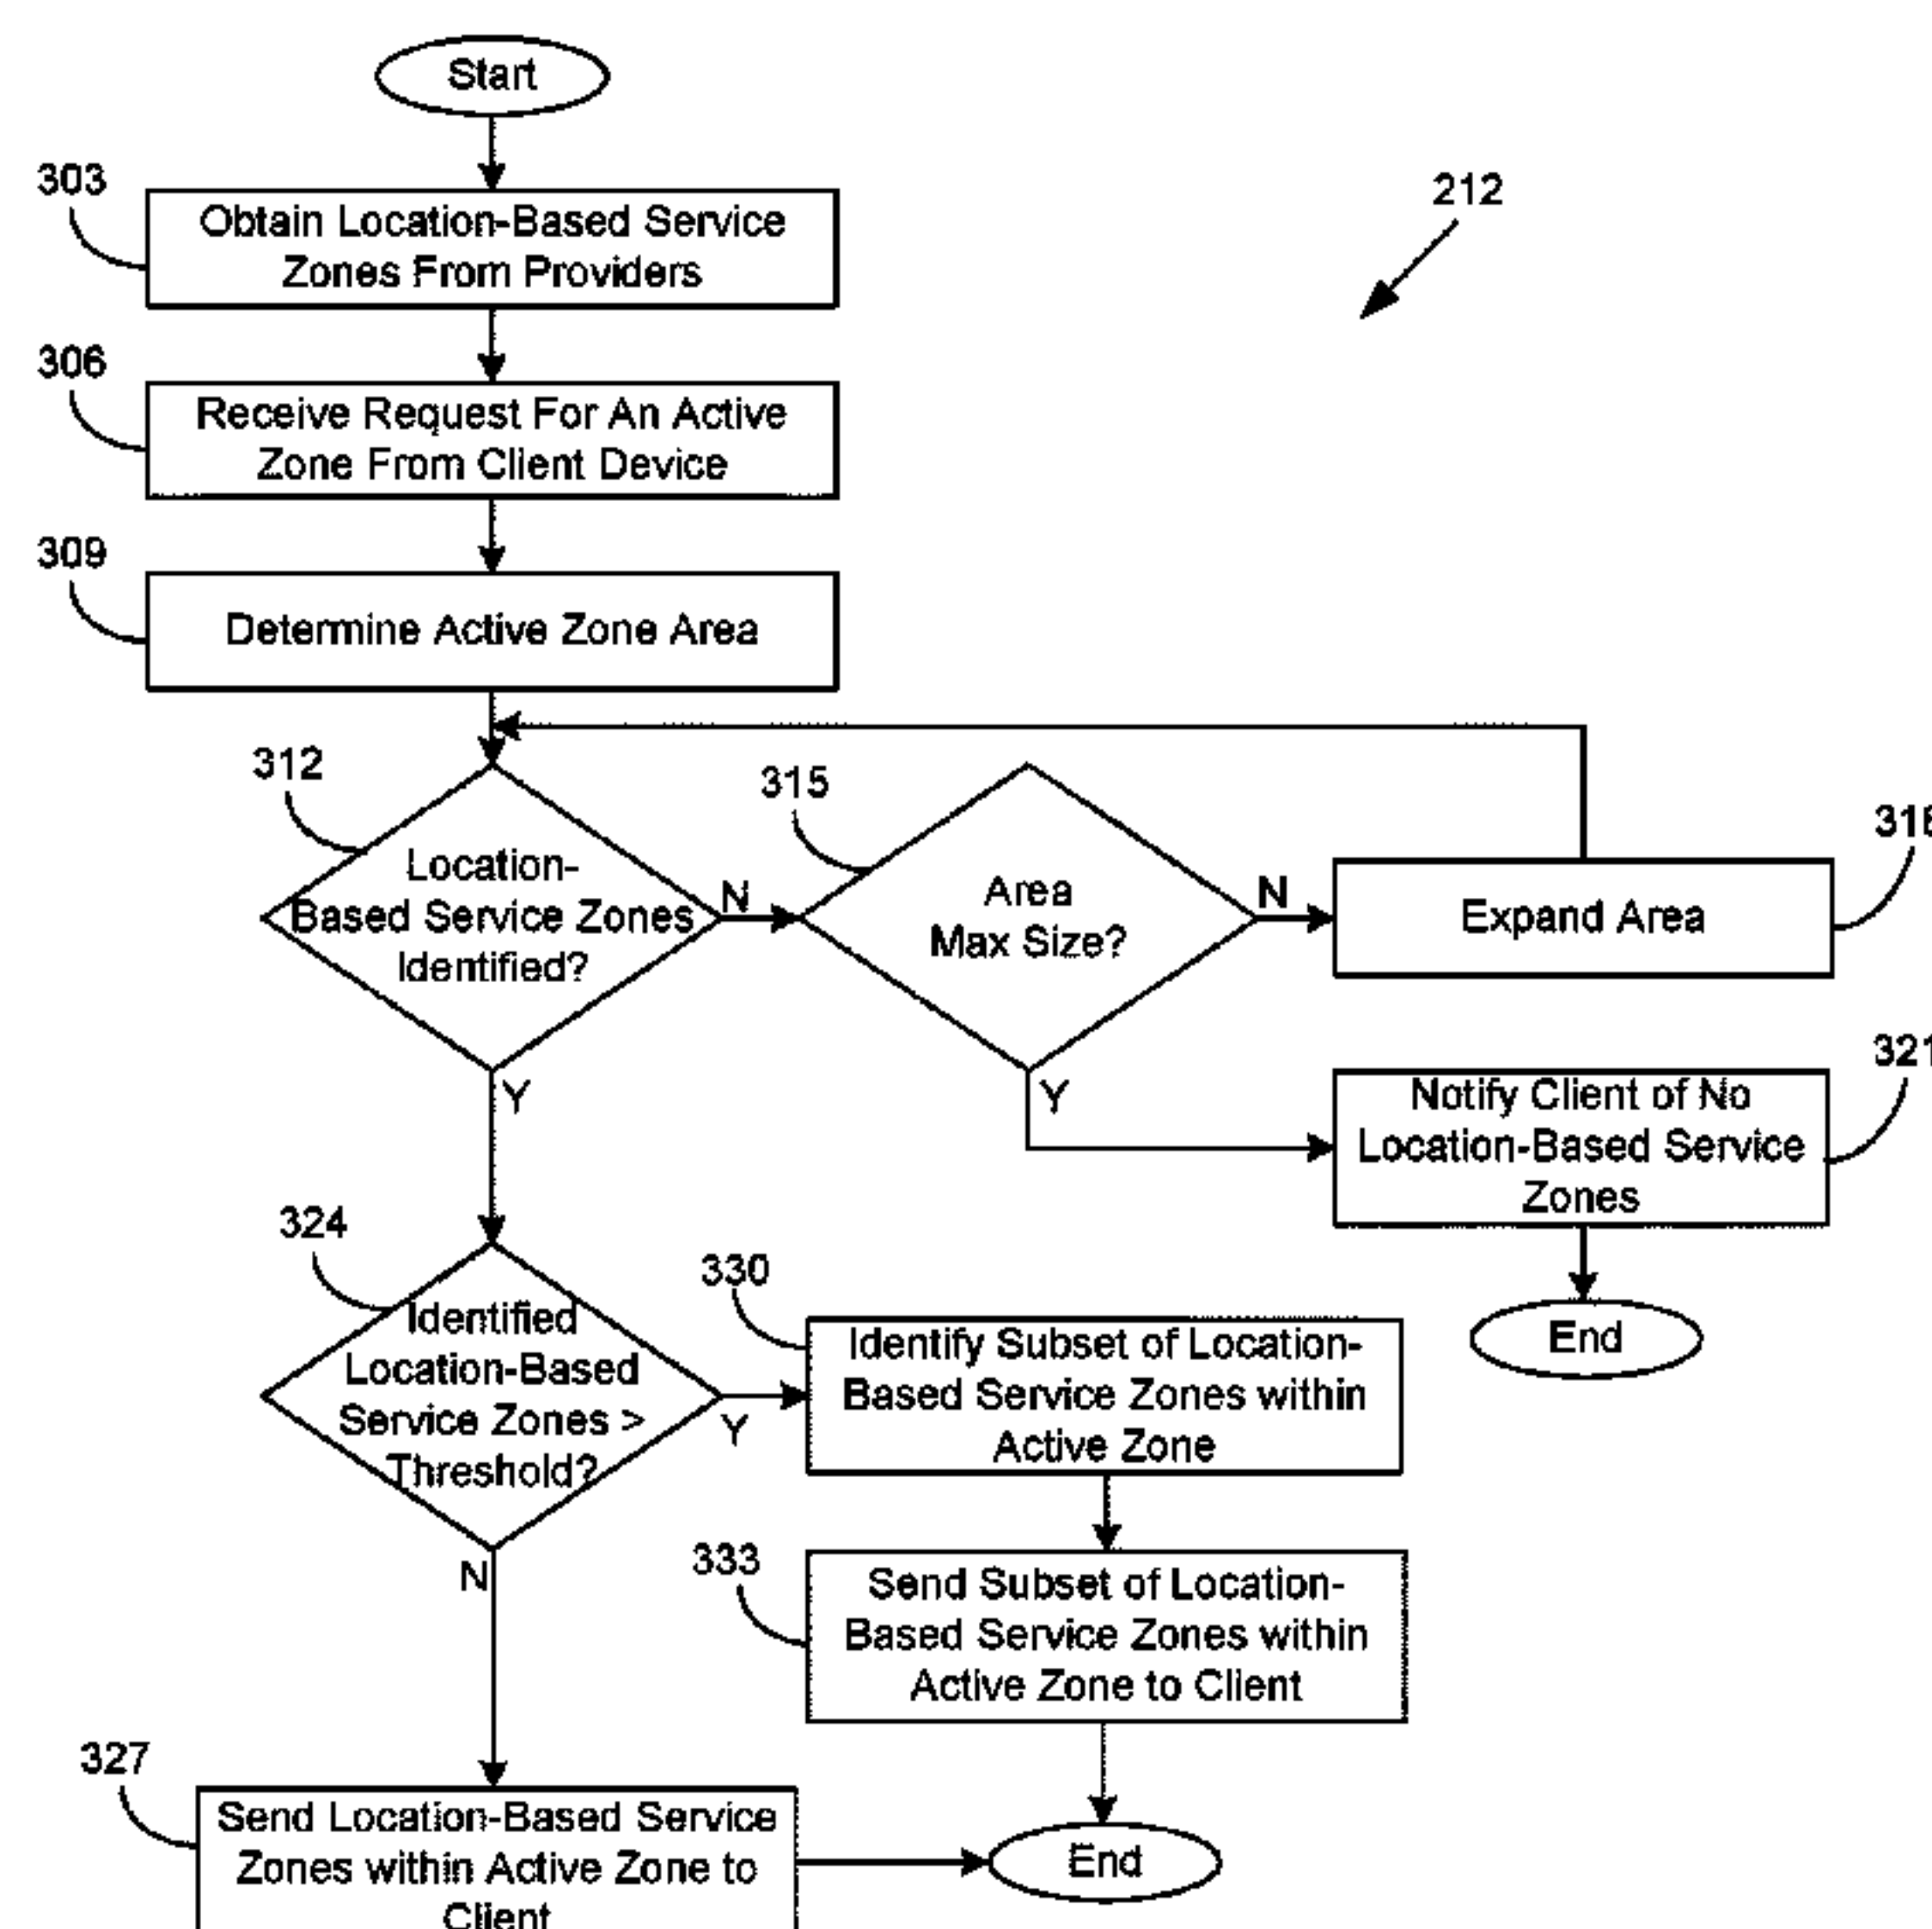 Start
303
Obtain Location-Based Service
Zones From Providers
212
306
Receive Request For An Active
Zone From Client Device
309
Determine Active Zone Area
312
Location-
Based Service Zones
Identified?
N
Y
315
Area
Max Size?
N
Y
318
Expand Area
321
Notify Client of No
Location-Based Service
Zones
End
324
Identified
Location-Based
Service Zones >
Threshold?
Y
N
330
Identify Subset of Location-
Based Service Zones within
Active Zone
333
Send Subset of Location-
Based Service Zones within
Active Zone to Client
327
Send Location-Based Service
Zones within Active Zone to
Client
End